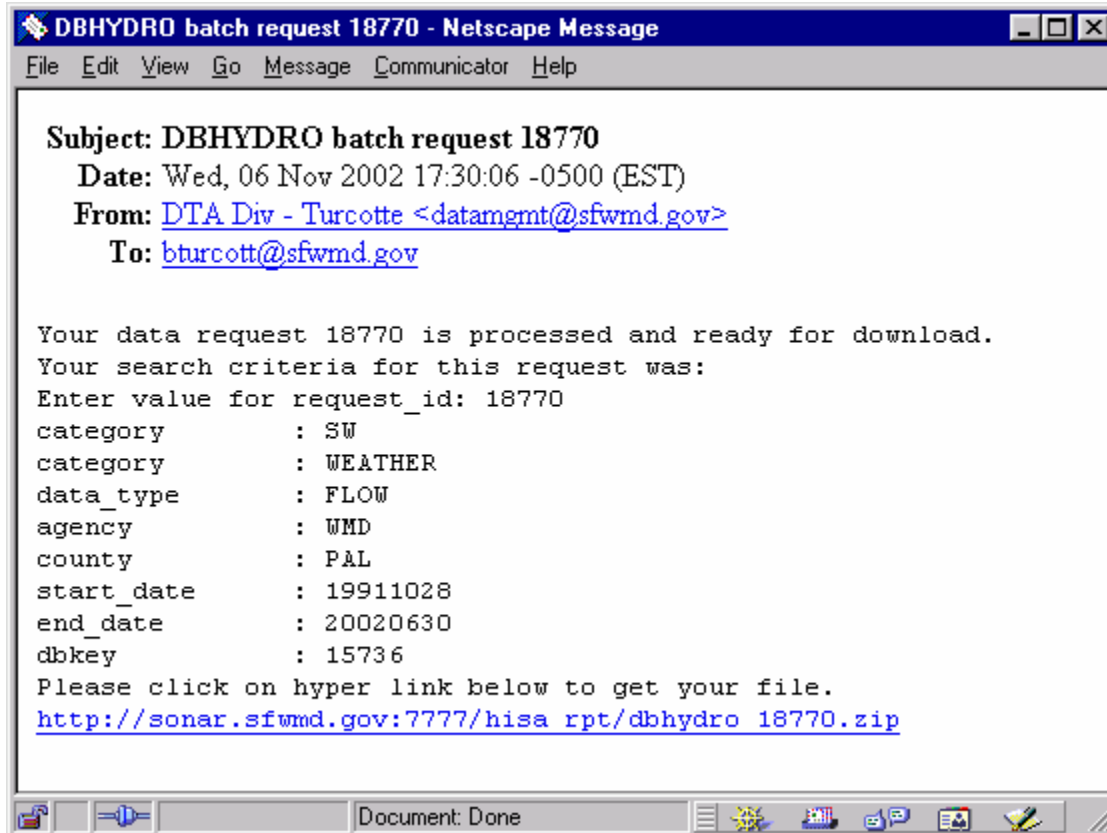 DBHYDRO batch request 18770 - Netscape Message
File Edit View Go Message Communicator Help
Subject: DBHYDRO batch request 18770
Date: Wed, 06 Nov 2002 17:30:06 -0500 (EST)
From: DTA Div - Turcotte <datamgmt@sfwmd.gov>
To: bturcott@sfwmd.gov
Your data request 18770 is processed and ready for download.
Your search criteria for this request was:
Enter value for request_id: 18770
category : SW
category : WEATHER
data_type : FLOW
agency : WMD
county : PAL
start_date : 19911028
end_date : 20020630
dbkey : 15736
Please click on hyper link below to get your file.
http://sonar.sfwmd.gov:7777/hisa_rpt/dbhydro_18770.zip
Document: Done